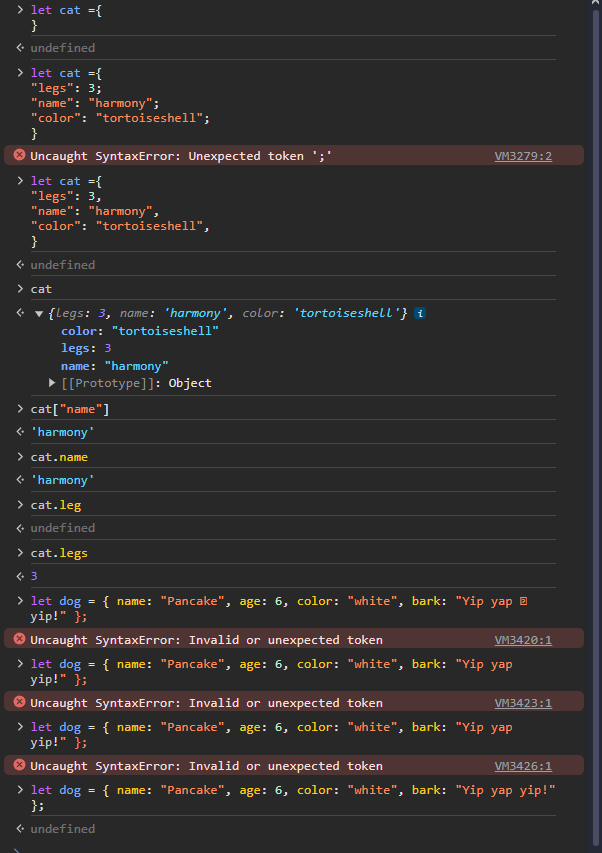 let cat ={
}
undefined
let cat ={
"legs": 3;
"name": "harmony";
"color": "tortoiseshell";
}
Uncaught SyntaxError: Unexpected token ';' VM3279:2
let cat ={
"legs": 3,
"name": "harmony",
"color": "tortoiseshell",
}
undefined
cat
{legs: 3, name: 'harmony', color: 'tortoiseshell'}
color: "tortoiseshell"
legs: 3
name: "harmony"
[[Prototype]]: Object
cat["name"]
'harmony'
cat.name
'harmony'
cat.leg
undefined
cat.legs
3
let dog = { name: "Pancake", age: 6, color: "white", bark: "Yip yap
yip!" };
Uncaught SyntaxError: Invalid or unexpected token VM3420:1
let dog = { name: "Pancake", age: 6, color: "white", bark: "Yip yap
yip!" };
Uncaught SyntaxError: Invalid or unexpected token VM3423:1
let dog = { name: "Pancake", age: 6, color: "white", bark: "Yip yap
yip!" };
Uncaught SyntaxError: Invalid or unexpected token VM3426:1
let dog = { name: "Pancake", age: 6, color: "white", bark: "Yip yap yip!"
};
undefined